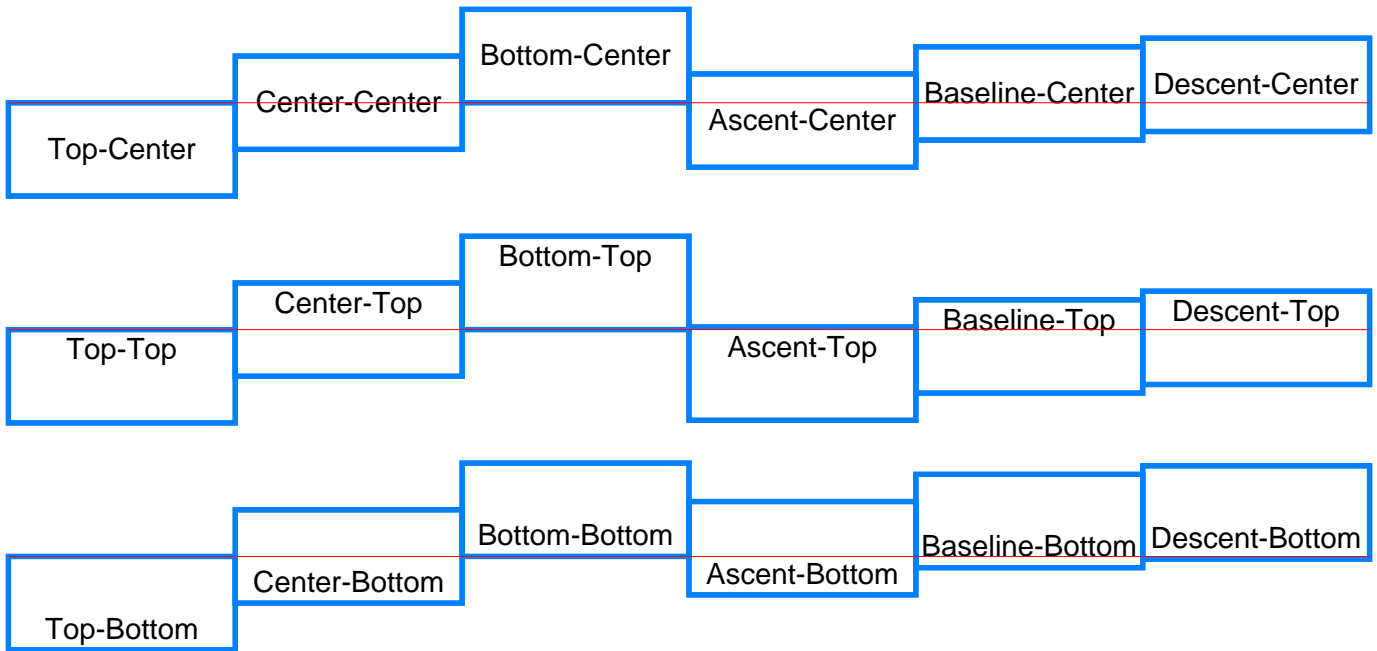 Top-Center
Center-Center
Bottom-Center
Ascent-Center
Baseline-Center
Descent-Center
Top-Top
Center-Top
Bottom-Top
Ascent-Top
Baseline-Top
Descent-Top
Top-Bottom
Center-Bottom
Bottom-Bottom
Ascent-Bottom
Baseline-Bottom
Descent-Bottom